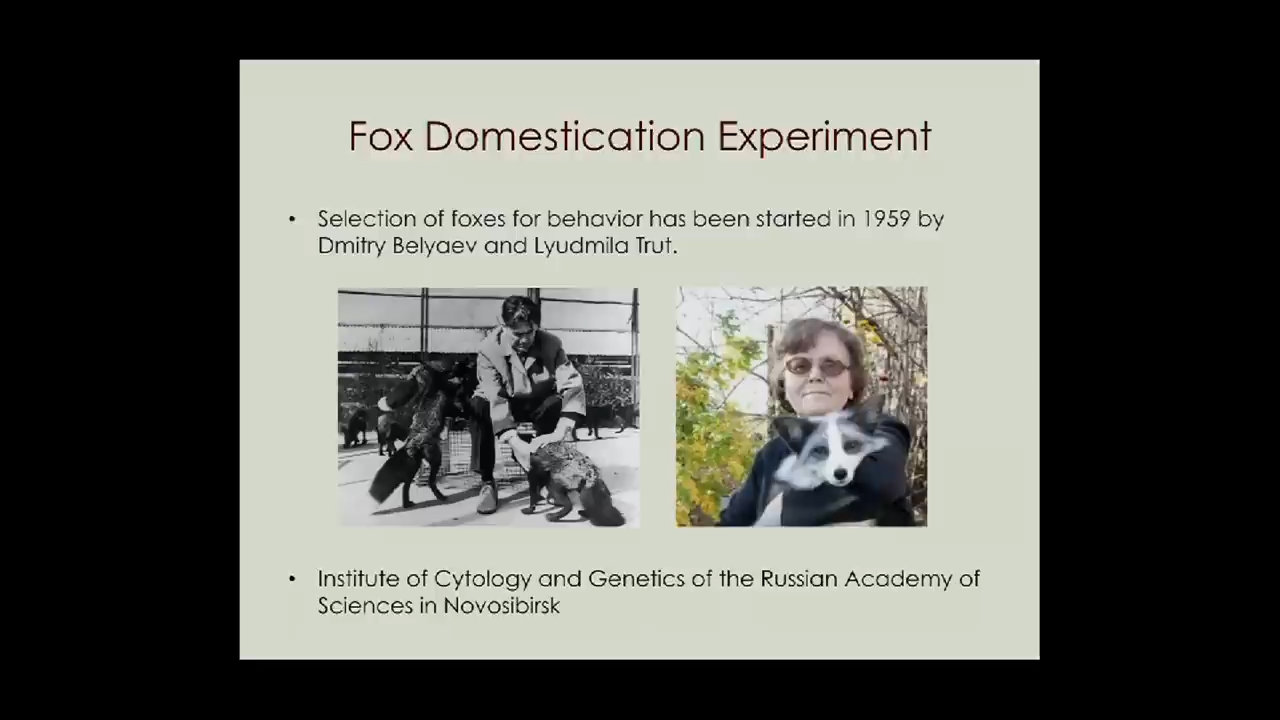 Fox Domestication Experiment
• Selection of foxes for behavior has been started in 1959 by
Dmitry Belyaev and Lyudmila Trut.
• Institute of Cytology and Genetics of the Russian Academy of
Sciences in Novosibirsk